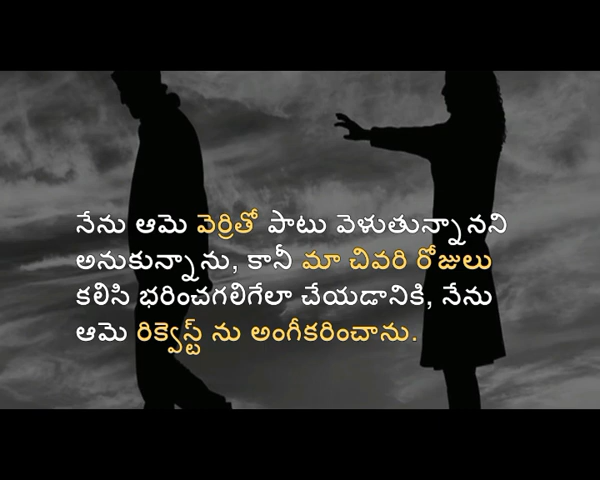 నేను ఆమె వెర్రితో పాటు వెళుతున్నానని
అనుకున్నాను, కానీ మా చివరి రోజులు
కలిసి భరించగలిగేలా చేయడానికి, నేను
ఆమె రిక్వెస్ట్ ను అంగీకరించాను.